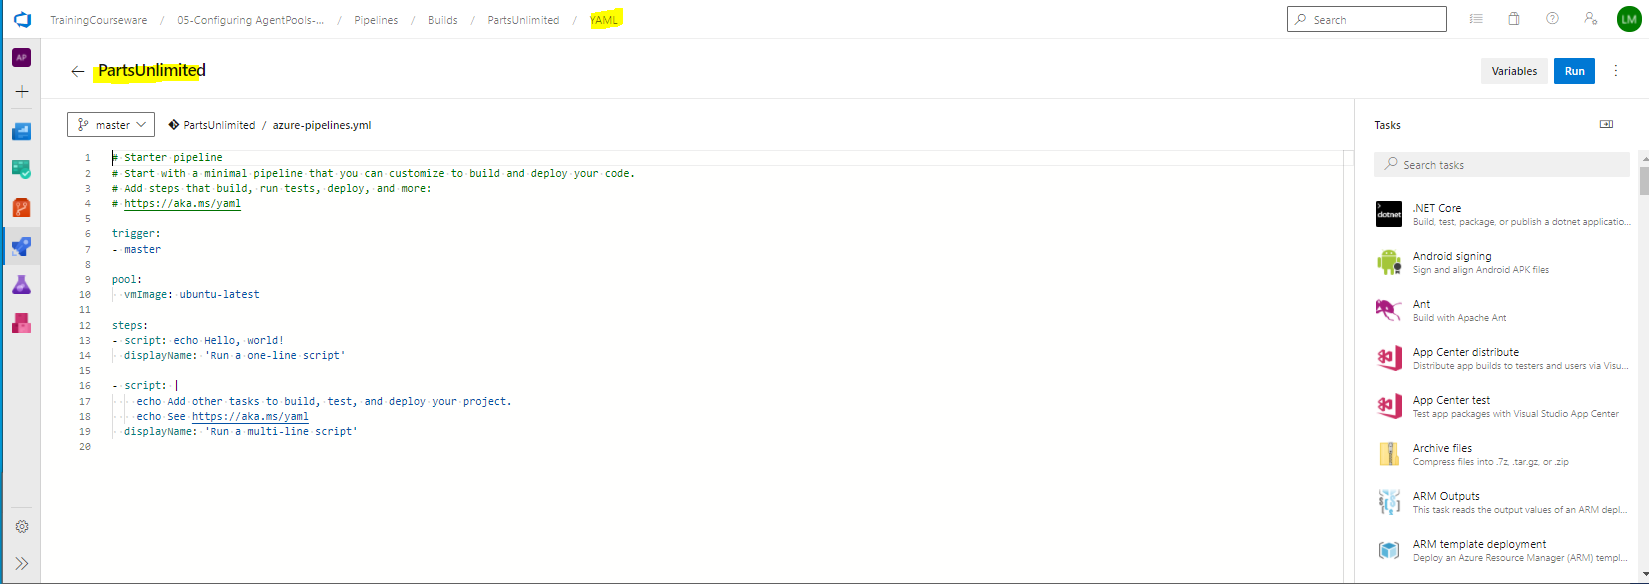 TrainingCourseware / 05-Configuring AgentPools-... / Pipelines / Builds / PartsUnlimited / YAML
Search
LM
AP
PartsUnlimited
Variables
Run
master
PartsUnlimited / azure-pipelines.yml
1 # Starter pipeline
2 # Start with a minimal pipeline that you can customize to build and deploy your code.
3 # Add steps that build, run tests, deploy, and more:
4 # https://aka.ms/yaml
5
6 trigger:
7 - master
8
9 pool:
10   vmImage: ubuntu-latest
11
12 steps:
13 - script: echo Hello, world!
14   displayName: 'Run a one-line script'
15
16 - script: |
17     echo Add other tasks to build, test, and deploy your project.
18     echo See https://aka.ms/yaml
19   displayName: 'Run a multi-line script'
20
Tasks
Search tasks
dotnet
.NET Core
Build, test, package, or publish a dotnet applicatio...
Android signing
Sign and align Android APK files
Ant
Build with Apache Ant
App Center distribute
Distribute app builds to testers and users via Visu...
App Center test
Test app packages with Visual Studio App Center
Archive files
Compress files into .7z, .tar.gz, or .zip
ARM Outputs
This task reads the output values of an ARM depl...
ARM template deployment
Deploy an Azure Resource Manager (ARM) templ...